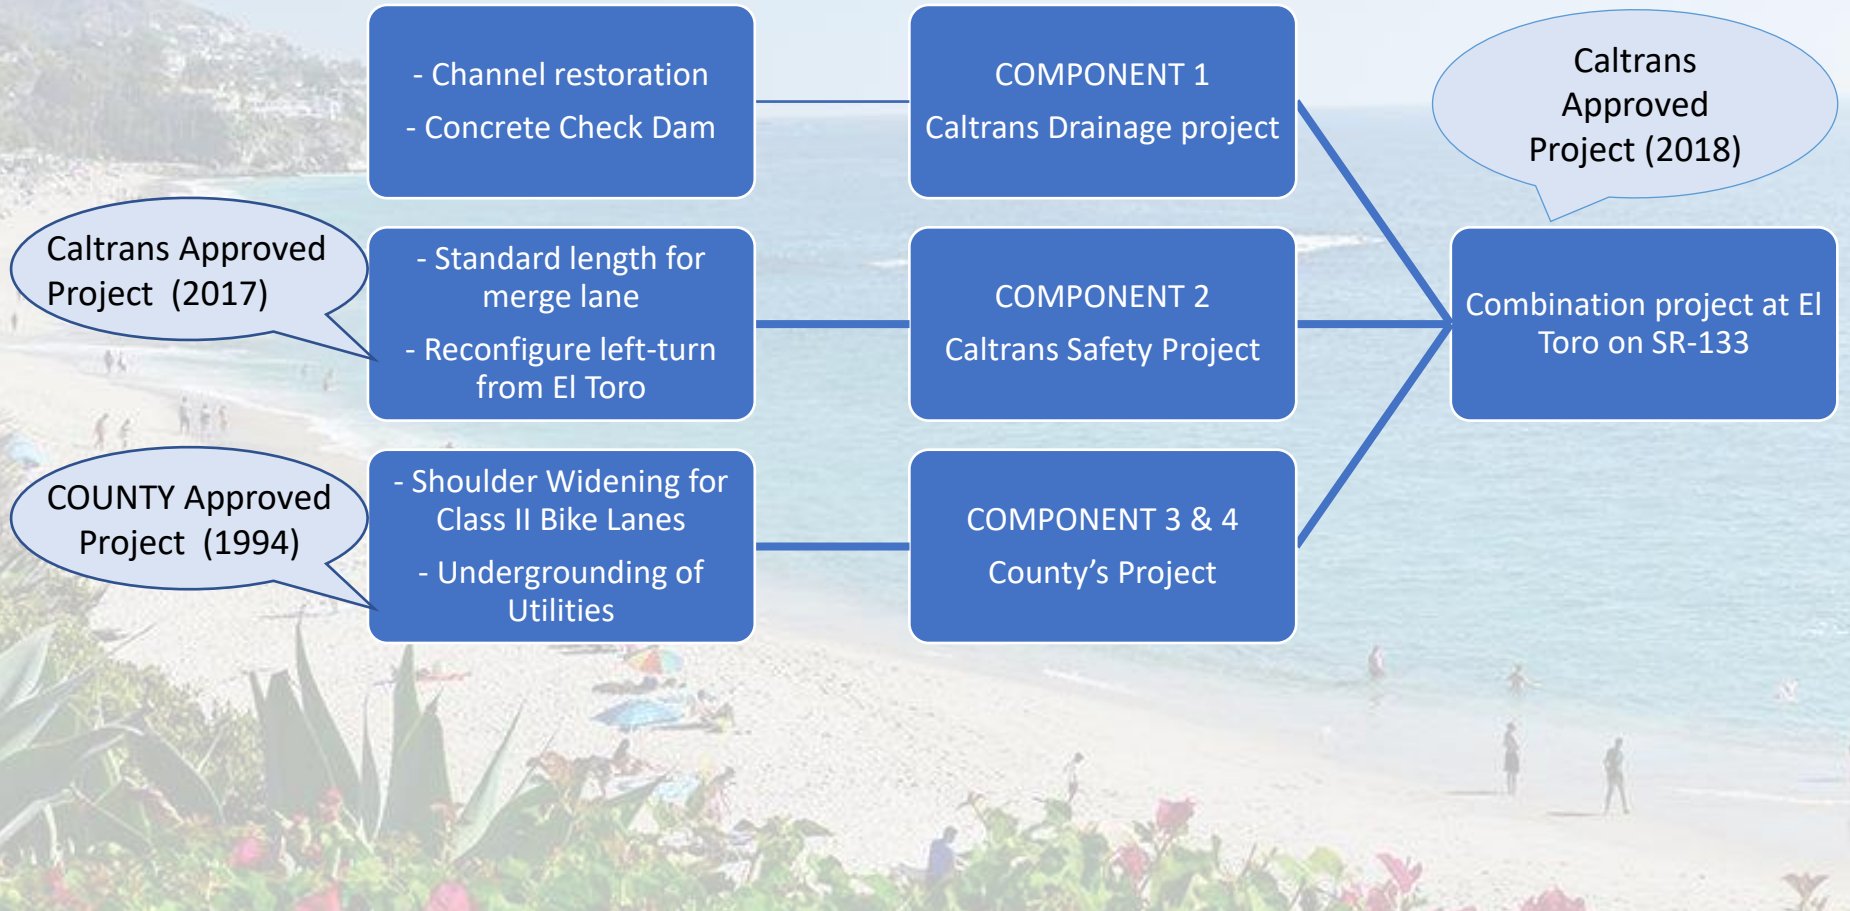 - Channel restoration
- Concrete Check Dam
COMPONENT 1
Caltrans Drainage project
Caltrans
Approved
Project (2018)
Caltrans Approved
Project  (2017)
- Standard length for
merge lane
- Reconfigure left-turn
from El Toro
COMPONENT 2
Caltrans Safety Project
Combination project at El
Toro on SR-133
COUNTY Approved
Project  (1994)
- Shoulder Widening for
Class II Bike Lanes
- Undergrounding of
Utilities
COMPONENT 3 & 4
County’s Project